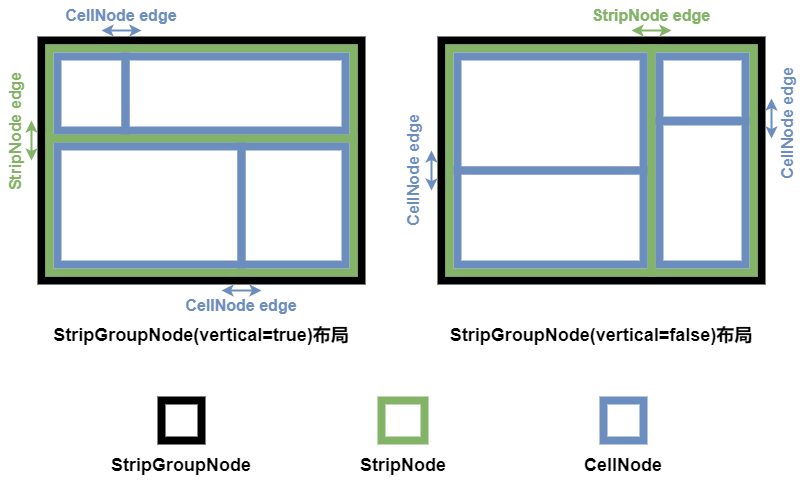 CellNode edge
StripNode edge
StripNode edge
CellNode edge
CellNode edge
CellNode edge
StripGroupNode(vertical=true)布局
StripGroupNode(vertical=false)布局
StripGroupNode
StripNode
CellNode